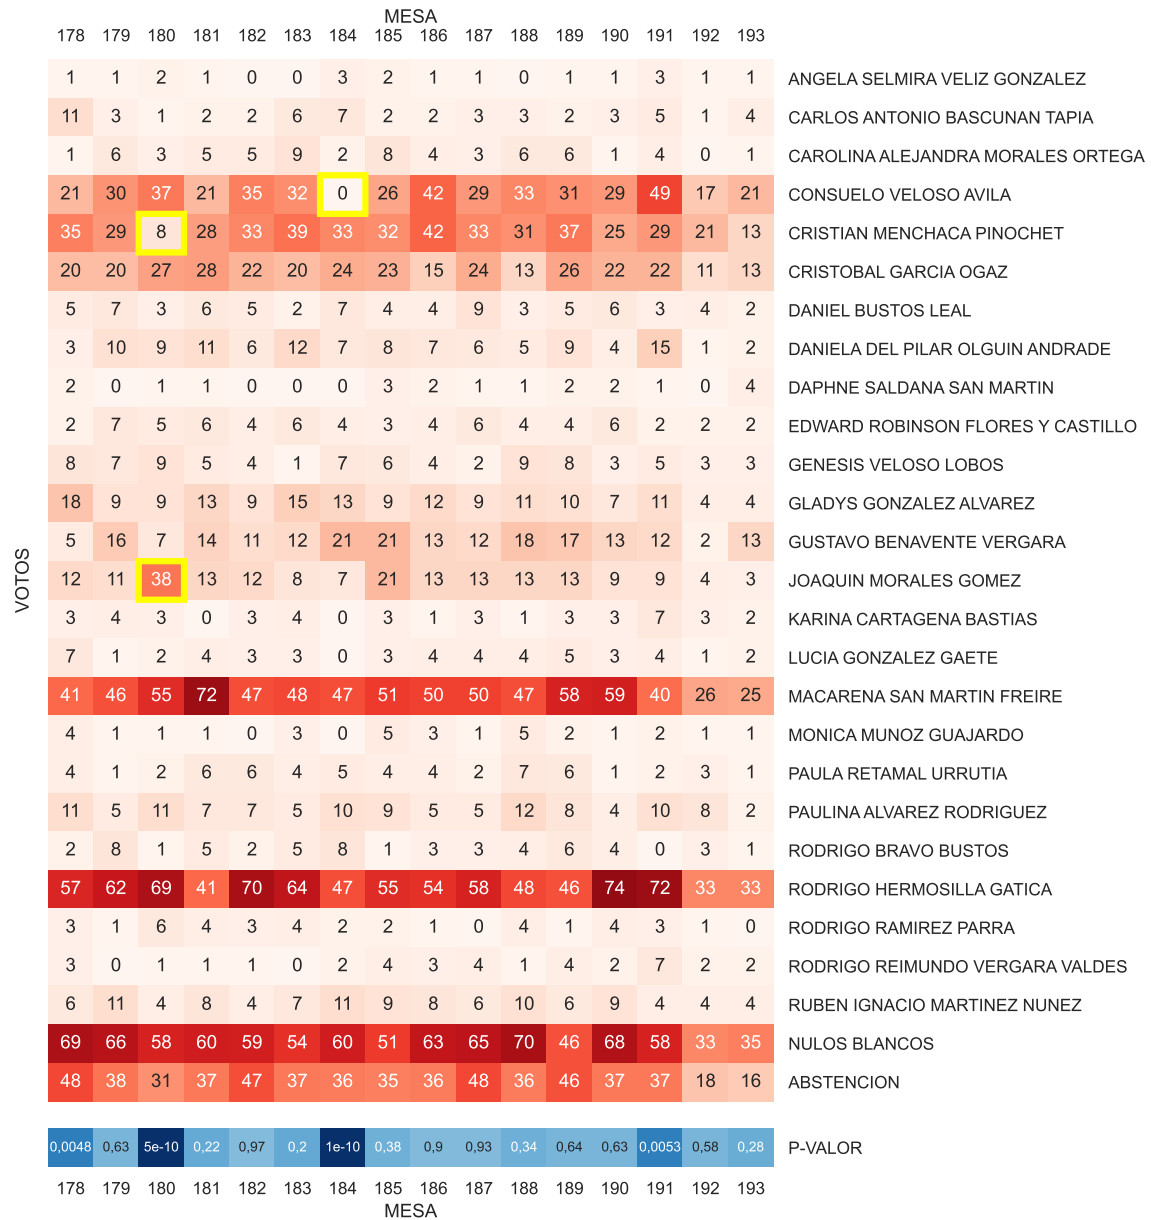 MESA
178 179 180 181 182 183 184 185 186 187 188 189 190 191 192 193
1 1 2 1 0 0 3 2 1 1 0 1 1 3 1 1 ANGELA SELMIRA VELIZ GONZALEZ
11 3 1 2 2 6 7 2 2 3 3 2 3 5 1 4 CARLOS ANTONIO BASCUNAN TAPIA
1 6 3 5 5 9 2 8 4 3 6 6 1 4 0 1 CAROLINA ALEJANDRA MORALES ORTEGA
21 30 37 21 35 32 0 26 42 29 33 31 29 49 17 21 CONSUELO VELOSO AVILA
35 29 8 28 33 39 33 32 42 33 31 37 25 29 21 13 CRISTIAN MENCHACA PINOCHET
20 20 27 28 22 20 24 23 15 24 13 26 22 22 11 13 CRISTOBAL GARCIA OGAZ
5 7 3 6 5 2 7 4 4 9 3 5 6 3 4 2 DANIEL BUSTOS LEAL
3 10 9 11 6 12 7 8 7 6 5 9 4 15 1 2 DANIELA DEL PILAR OLGUIN ANDRADE
2 0 1 1 0 0 0 3 2 1 1 2 2 1 0 4 DAPHNE SALDANA SAN MARTIN
2 7 5 6 4 6 4 3 4 6 4 4 6 2 2 2 EDWARD ROBINSON FLORES Y CASTILLO
8 7 9 5 4 1 7 6 4 2 9 8 3 5 3 3 GENESIS VELOSO LOBOS
18 9 9 13 9 15 13 9 12 9 11 10 7 11 4 4 GLADYS GONZALEZ ALVAREZ
5 16 7 14 11 12 21 21 13 12 18 17 13 12 2 13 GUSTAVO BENAVENTE VERGARA
VOTOS
12 11 38 13 12 8 7 21 13 13 13 13 9 9 4 3 JOAQUIN MORALES GOMEZ
3 4 3 0 3 4 0 3 1 3 1 3 3 7 3 2 KARINA CARTAGENA BASTIAS
7 1 2 4 3 3 0 3 4 4 4 5 3 4 1 2 LUCIA GONZALEZ GAETE
41 46 55 72 47 48 47 51 50 50 47 58 59 40 26 25 MACARENA SAN MARTIN FREIRE
4 1 1 1 0 3 0 5 3 1 5 2 1 2 1 1 MONICA MUNOZ GUAJARDO
4 1 2 6 6 4 5 4 4 2 7 6 1 2 3 1 PAULA RETAMAL URRUTIA
11 5 11 7 7 5 10 9 5 5 12 8 4 10 8 2 PAULINA ALVAREZ RODRIGUEZ
2 8 1 5 2 5 8 1 3 3 4 6 4 0 3 1 RODRIGO BRAVO BUSTOS
57 62 69 41 70 64 47 55 54 58 48 46 74 72 33 33 RODRIGO HERMOSILLA GATICA
3 1 6 4 3 4 2 2 1 0 4 1 4 3 1 0 RODRIGO RAMIREZ PARRA
3 0 1 1 1 0 2 4 3 4 1 4 2 7 2 2 RODRIGO REIMUNDO VERGARA VALDES
6 11 4 8 4 7 11 9 8 6 10 6 9 4 4 4 RUBEN IGNACIO MARTINEZ NUNEZ
69 66 58 60 59 54 60 51 63 65 70 46 68 58 33 35 NULOS BLANCOS
48 38 31 37 47 37 36 35 36 48 36 46 37 37 18 16 ABSTENCION
0,0048 0,63 5e-10 0,22 0,97 0,2 1e-10 0,38 0,9 0,93 0,34 0,64 0,63 0,0053 0,58 0,28 P-VALOR
178 179 180 181 182 183 184 185 186 187 188 189 190 191 192 193
MESA